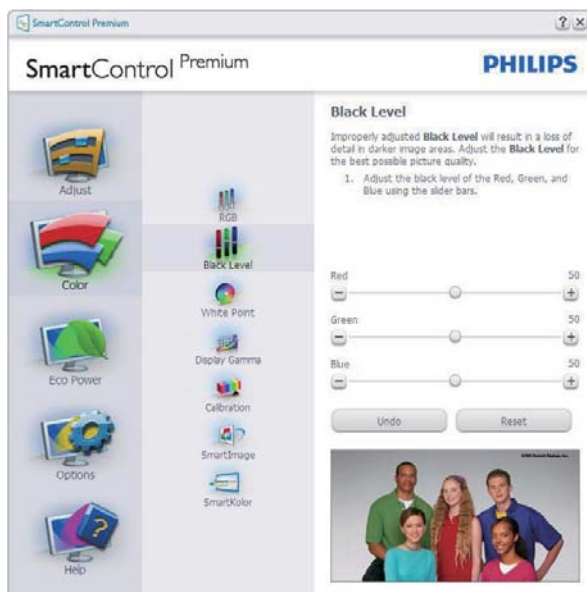 SmartControl Premium
SmartControl Premium
PHILIPS
Adjust
Color
Eco Power
Options
Help
RGB
Black Level
White Point
Display Gamma
Calibration
SmartImage
SmartKolor
Black Level
Improperly adjusted Black Level will result in a loss of
detail in darker image areas. Adjust the Black Level for
the best possible picture quality.
1. Adjust the black level of the Red, Green, and
Blue using the slider bars.
Red 50
Green 50
Blue 50
Undo Reset